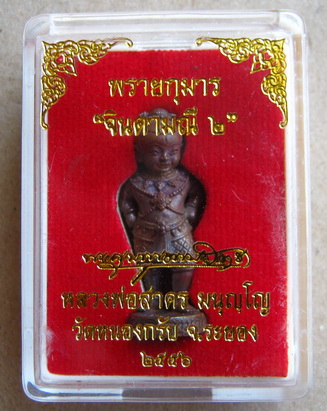 พรายกุมาร
"จินดามณี ๒"
หลวงพ่อสาคร มนุญฺโญ
วัดหนองกรับ จ.ระยอง
๒๕๕๖